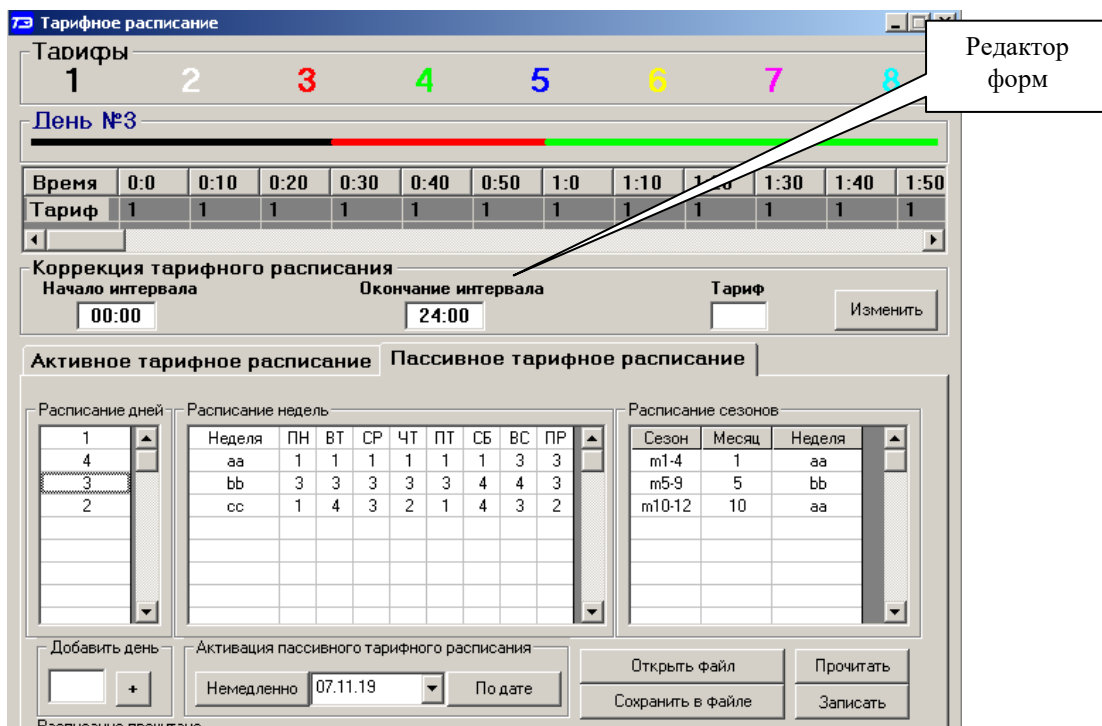 ТЭ Тарифное расписание
Редактор форм
Тарифы
1 2 3 4 5 6 7 8
День №3
Время 0:0 0:10 0:20 0:30 0:40 0:50 1:0 1:10 1:20 1:30 1:40 1:50
Тариф 1 1 1 1 1 1 1 1 1 1 1 1
Коррекция тарифного расписания
Начало интервала Окончание интервала Тариф
00:00 24:00 Изменить
Активное тарифное расписание Пассивное тарифное расписание
Расписание дней Расписание недель Расписание сезонов
1 Неделя ПН ВТ СР ЧТ ПТ СБ ВС ПР Сезон Месяц Неделя
4 aa 1 1 1 1 1 1 3 3 m1-4 1 aa
3 bb 3 3 3 3 3 4 4 3 m5-9 5 bb
2 cc 1 4 3 2 1 4 3 2 m10-12 10 aa
Добавить день Активация пассивного тарифного расписания
Открыть файл Прочитать
+ Немедленно 07.11.19 По дате
Сохранить в файле Записать